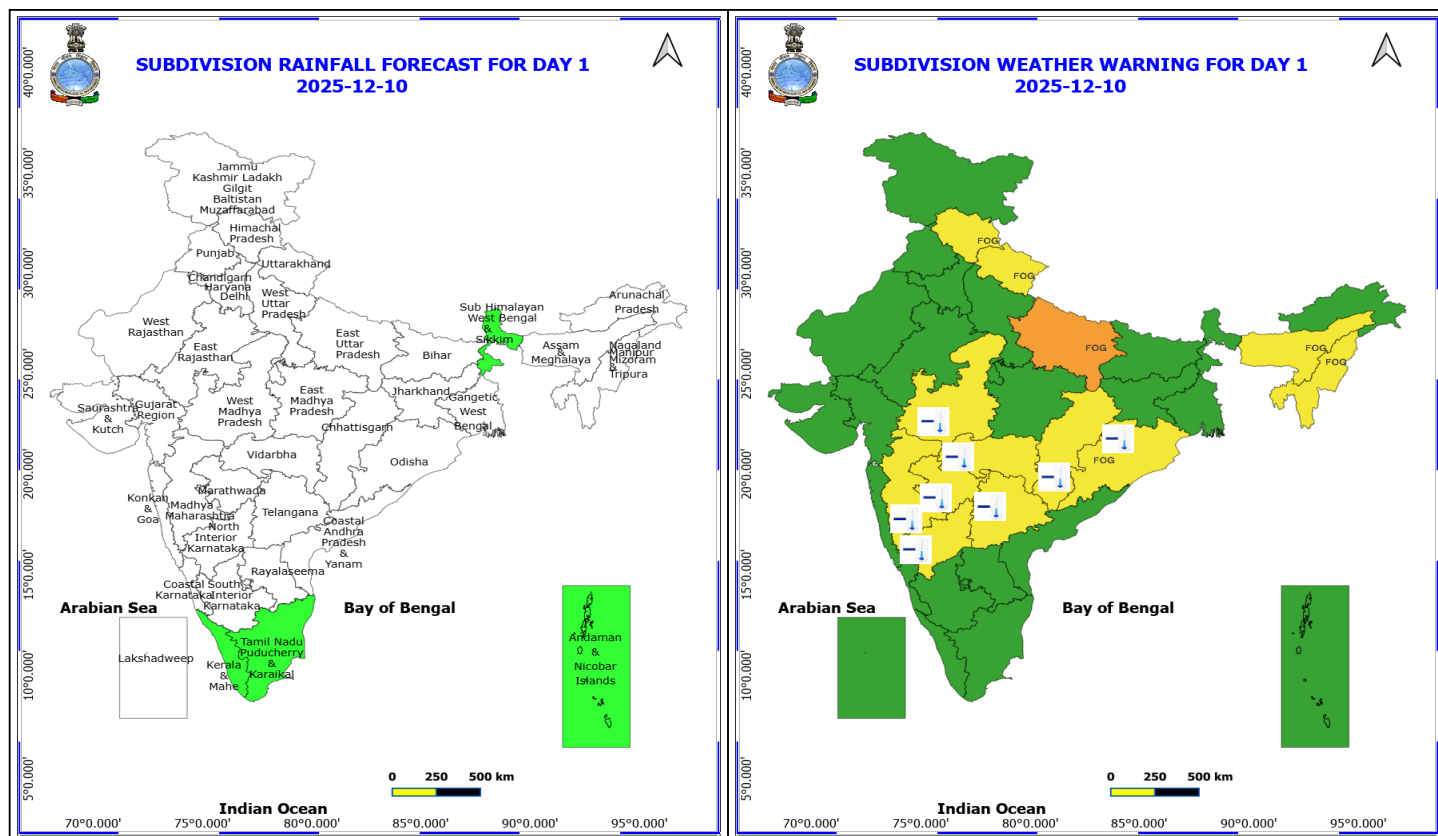 SUBDIVISION RAINFALL FORECAST FOR DAY 1
2025-12-10
40°0.000'
35°0.000'
30°0.000'
25°0.000'
20°0.000'
15°0.000'
10°0.000'
5°0.000'
Jammu
Kashmir Ladakh
Gilgit
Baltistan
Muzaffarabad
Himachal
Pradesh
Punjab
Uttarakhand
Chandigarh
Haryana
Delhi
West
Uttar
Pradesh
West
Rajasthan
East
Rajasthan
East
Uttar
Pradesh
Bihar
Sub Himalayan
West Bengal
&
Sikkim
Arunachal
Pradesh
Assam
&
Meghalaya
Nagaland
Manipur
Mizoram
&
Tripura
Saurashtra
&
Kutch
Gujarat
Region
West
Madhya
Pradesh
East
Madhya
Pradesh
Jharkhand
Gangetic
West
Bengal
Chhattisgarh
Vidarbha
Odisha
Konkan
&
Goa
Madhya
Maharashtra
Marathwada
Telangana
North
Interior
Karnataka
Coastal
Andhra
Pradesh
&
Yanam
Rayalaseema
Coastal
Karnataka
South
Interior
Karnataka
Arabian Sea
Bay of Bengal
Lakshadweep
Kerala
&
Mahe
Tamil Nadu
Puducherry
&
Karaikal
Andaman
&
Nicobar
Islands
0 250 500 km
Indian Ocean
70°0.000' 75°0.000' 80°0.000' 85°0.000' 90°0.000' 95°0.000'
SUBDIVISION WEATHER WARNING FOR DAY 1
2025-12-10
40°0.000'
35°0.000'
30°0.000'
25°0.000'
20°0.000'
15°0.000'
10°0.000'
5°0.000'
FOG
FOG
FOG
FOG
FOG
FOG
Arabian Sea
Bay of Bengal
0 250 500 km
Indian Ocean
70°0.000' 75°0.000' 80°0.000' 85°0.000' 90°0.000' 95°0.000'